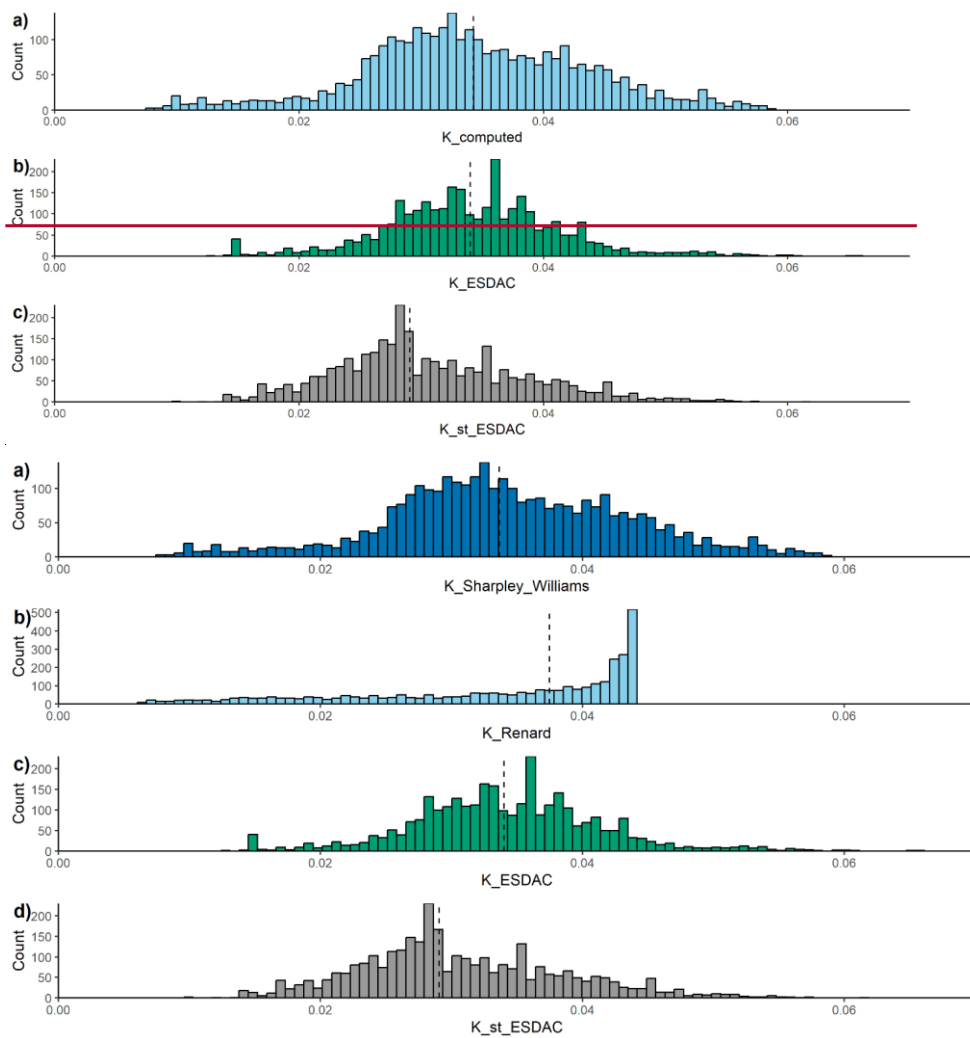 a)
Count
100
50
0
0.00 0.02 0.04 0.06
K_computed
b)
Count
200
150
100
50
0
0.00 0.02 0.04 0.06
K_ESDAC
c)
Count
200
150
100
50
0
0.00 0.02 0.04 0.06
K_st_ESDAC
.
a)
Count
100
50
0
0.00 0.02 0.04 0.06
K_Sharpley_Williams
b)
Count
500
400
300
200
100
0
0.00 0.02 0.04 0.06
K_Renard
c)
Count
200
150
100
50
0
0.00 0.02 0.04 0.06
K_ESDAC
d)
Count
200
150
100
50
0
0.00 0.02 0.04 0.06
K_st_ESDAC